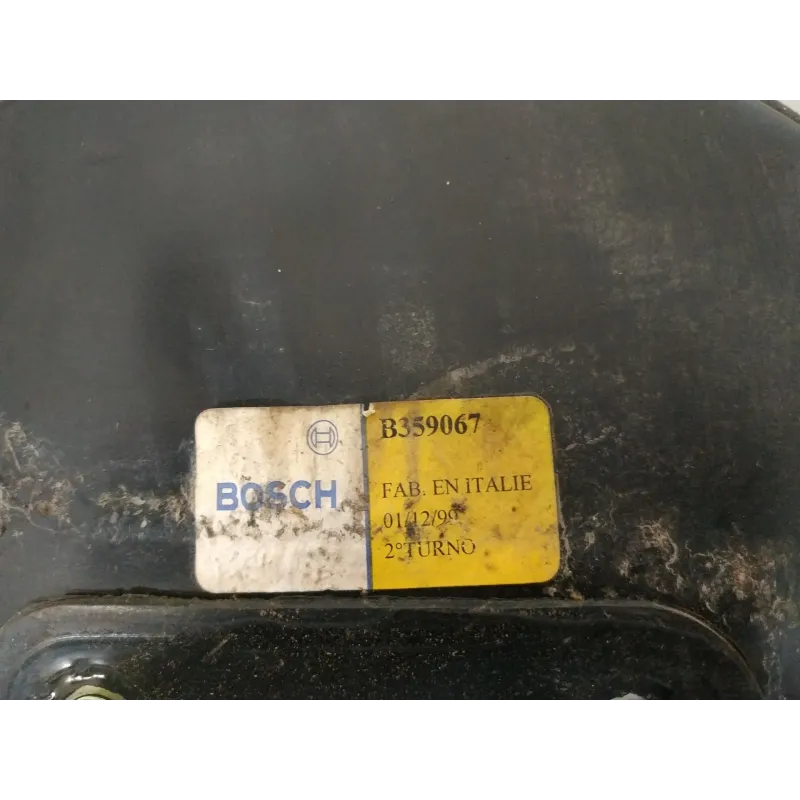 BOSCH
B359067
FAB. EN ITALIE
01/12/99
2°TURNO